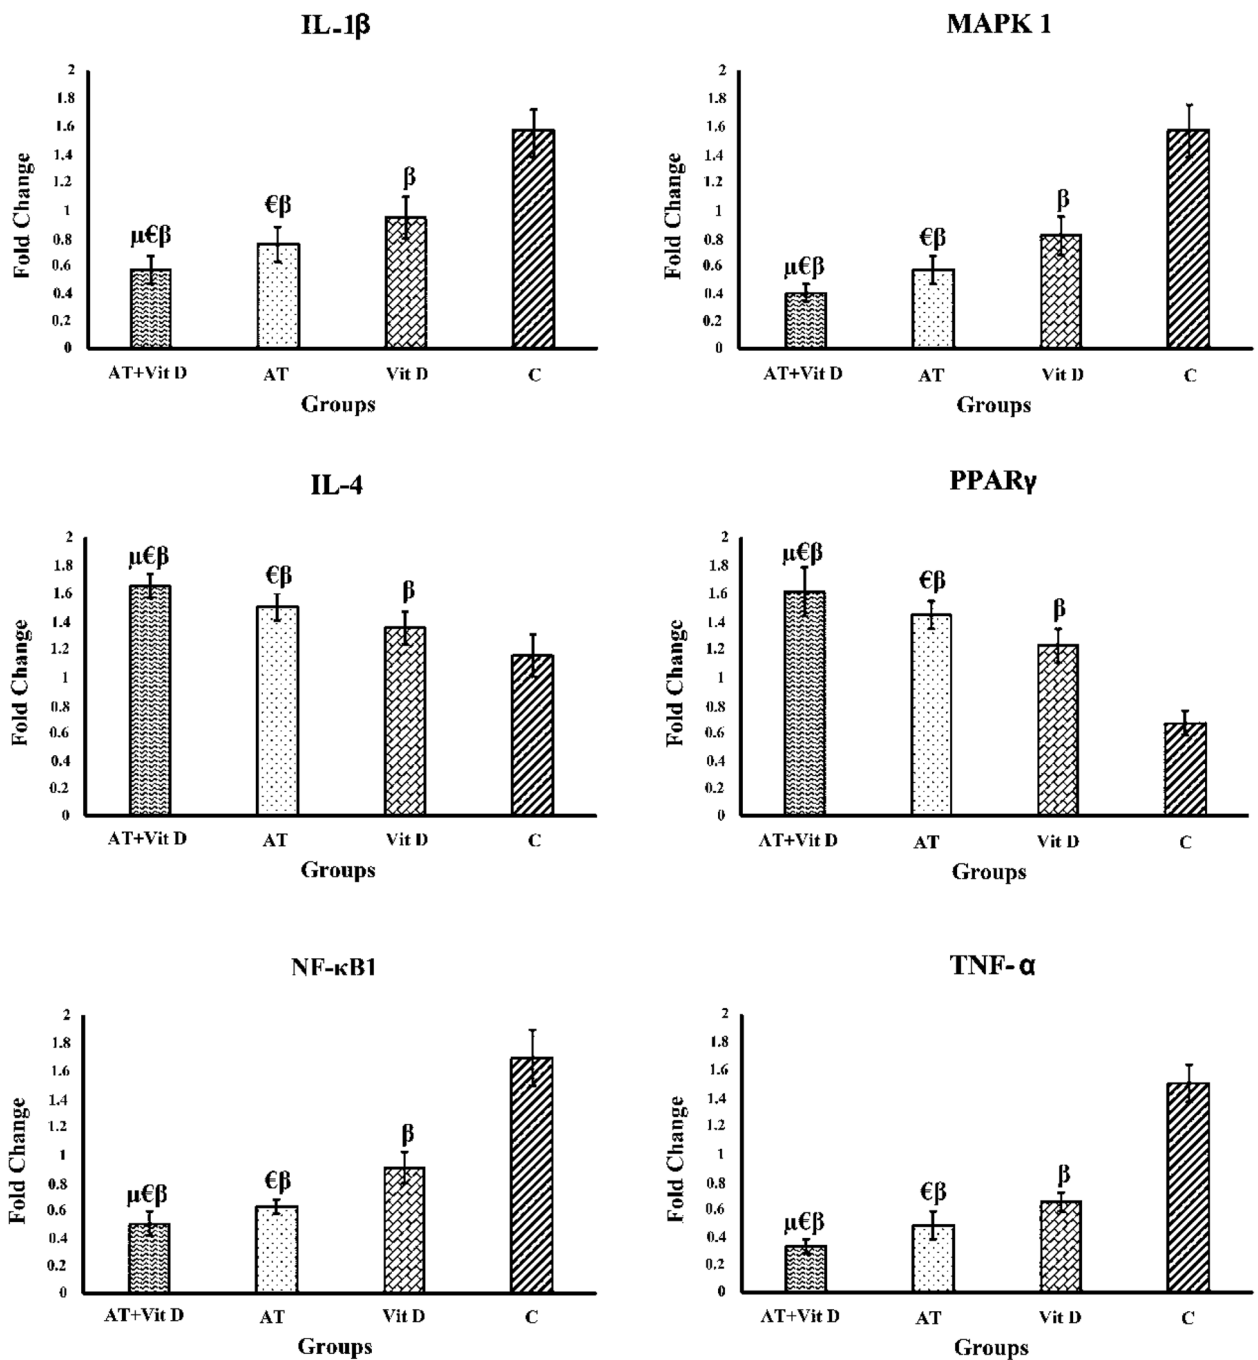 IL-1β
Fold Change
2
1.8
1.6
1.4
1.2
1
0.8
0.6
0.4
0.2
0
μ€β
€β
β
AT+Vit D AT Vit D C
Groups
MAPK 1
Fold Change
2
1.8
1.6
1.4
1.2
1
0.8
0.6
0.4
0.2
0
μ€β
€β
β
AT+Vit D AT Vit D C
Groups
IL-4
Fold Change
2
1.8
1.6
1.4
1.2
1
0.8
0.6
0.4
0.2
0
μ€β
€β
β
AT+Vit D AT Vit D C
Groups
PPARγ
Fold Change
2
1.8
1.6
1.4
1.2
1
0.8
0.6
0.4
0.2
0
μ€β
€β
β
AT+Vit D AT Vit D C
Groups
NF-κB1
Fold Change
2
1.8
1.6
1.4
1.2
1
0.8
0.6
0.4
0.2
0
μ€β
€β
β
AT+Vit D AT Vit D C
Groups
TNF- α
Fold Change
2
1.8
1.6
1.4
1.2
1
0.8
0.6
0.4
0.2
0
μ€β
€β
β
AT+Vit D AT Vit D C
Groups